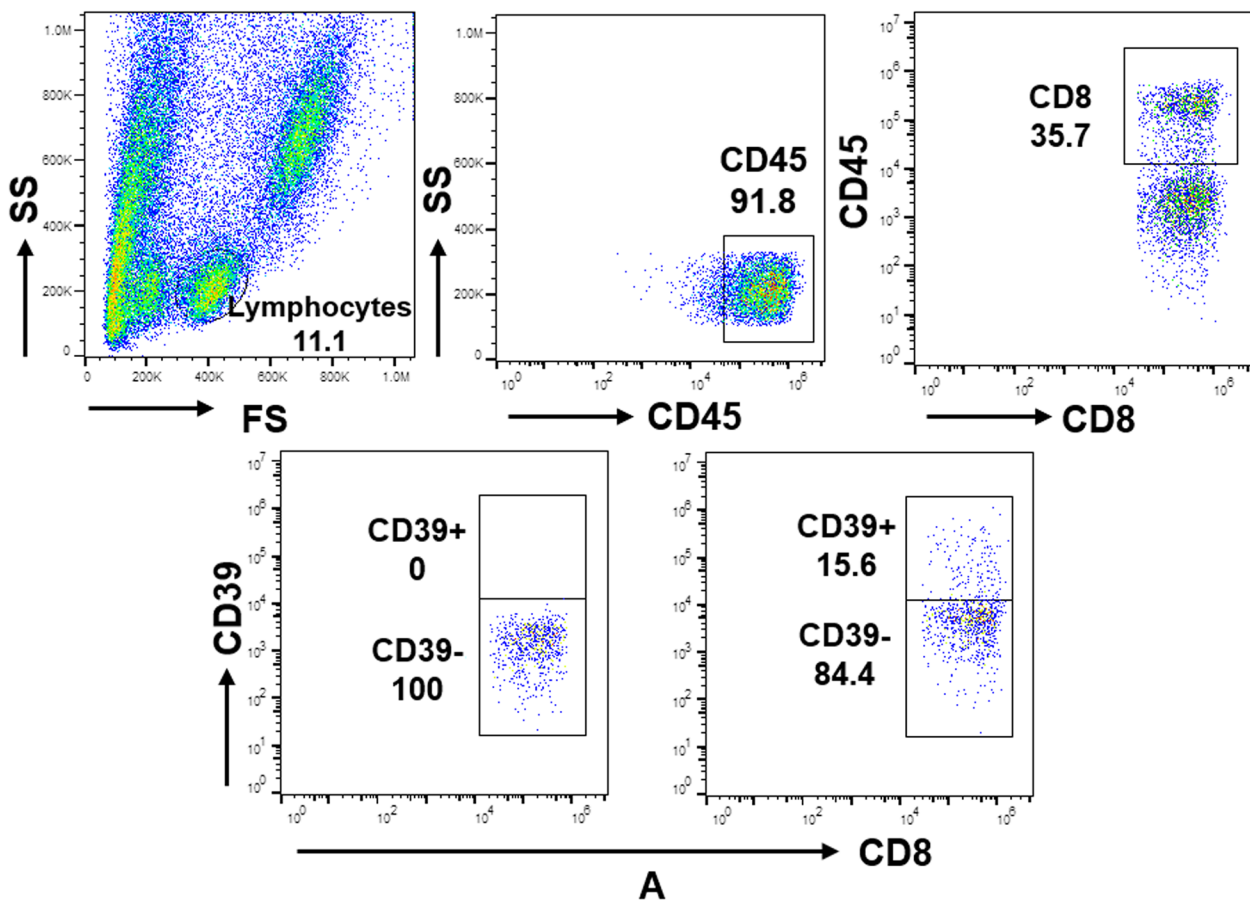 1.0M
800K
600K
400K
200K
0
SS
0
200K
400K
600K
800K
1.0M
FS
Lymphocytes
11.1
1.0M
800K
600K
400K
200K
0
SS
10^0
10^2
10^4
10^6
CD45
CD45
91.8
10^7
10^6
10^5
10^4
10^3
10^2
10^1
10^0
CD45
10^0
10^2
10^4
10^6
CD8
CD8
35.7
10^7
10^6
10^5
10^4
10^3
10^2
10^1
10^0
CD39
CD39+
0
CD39-
100
10^0
10^2
10^4
10^6
10^7
10^6
10^5
10^4
10^3
10^2
10^1
10^0
CD39+
15.6
CD39-
84.4
10^0
10^2
10^4
10^6
CD8
A